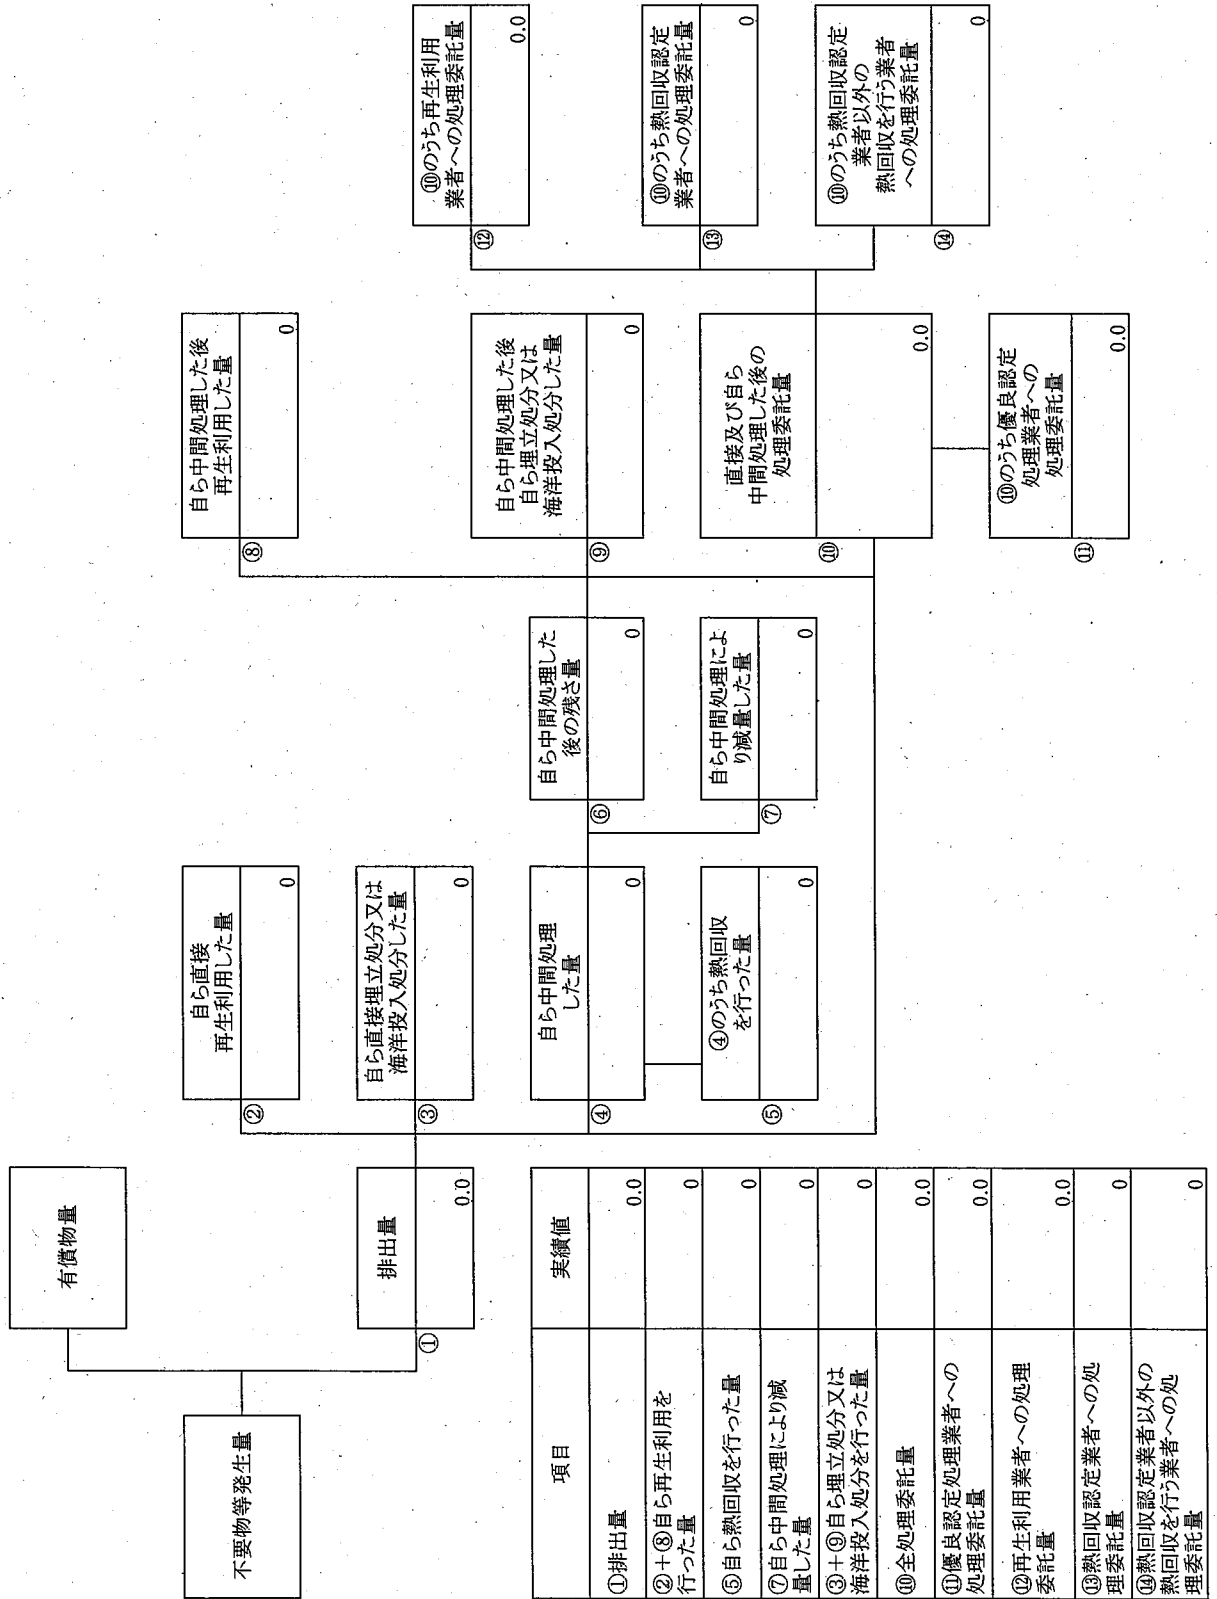 有償物量
不要物等発生量
排出量
①
0.0
自ら直接
再生利用した量
②
0
自ら直接埋立処分又は
海洋投入処分した量
③
0
自ら中間処理
した量
④
0
④のうち熱回収
を行った量
⑤
0
自ら中間処理した
後の残さ量
⑥
0
自ら中間処理によ
り減量した量
⑦
0
自ら中間処理した後
再生利用した量
⑧
0
自ら中間処理した後
自ら埋立処分又は
海洋投入処分した量
⑨
0
直接及び自ら
中間処理した後の
処理委託量
⑩
0.0
⑩のうち優良認定
処理業者への
処理委託量
⑪
0.0
⑩のうち再生利用
業者への処理委託量
⑫
0.0
⑩のうち熱回収認定
業者への処理委託量
⑬
0
⑩のうち熱回収認定
業者以外の
熱回収を行う業者
への処理委託量
⑭
0
項目 実績値
①排出量 0.0
②+⑧自ら再生利用を
行った量 0
⑤自ら熱回収を行った量 0
⑦自ら中間処理により減
量した量 0
③+⑨自ら埋立処分又は
海洋投入処分を行った量 0
⑩全処理委託量 0.0
⑪優良認定処理業者への
処理委託量 0.0
⑫再生利用業者への処理
委託量 0.0
⑬熱回収認定業者への処
理委託量 0
⑭熱回収認定業者以外の
熱回収を行う業者への処
理委託量 0